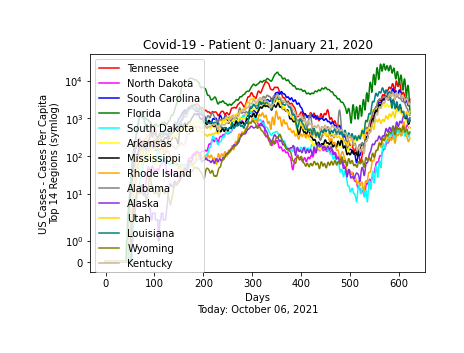 Covid-19 - Patient 0: January 21, 2020
US Cases - Cases Per Capita
Top 14 Regions (symlog)
10^4
10^3
10^2
10^1
10^0
0
Tennessee
North Dakota
South Carolina
Florida
South Dakota
Arkansas
Mississippi
Rhode Island
Alabama
Alaska
Utah
Louisiana
Wyoming
Kentucky
0 100 200 300 400 500 600
Days
Today: October 06, 2021